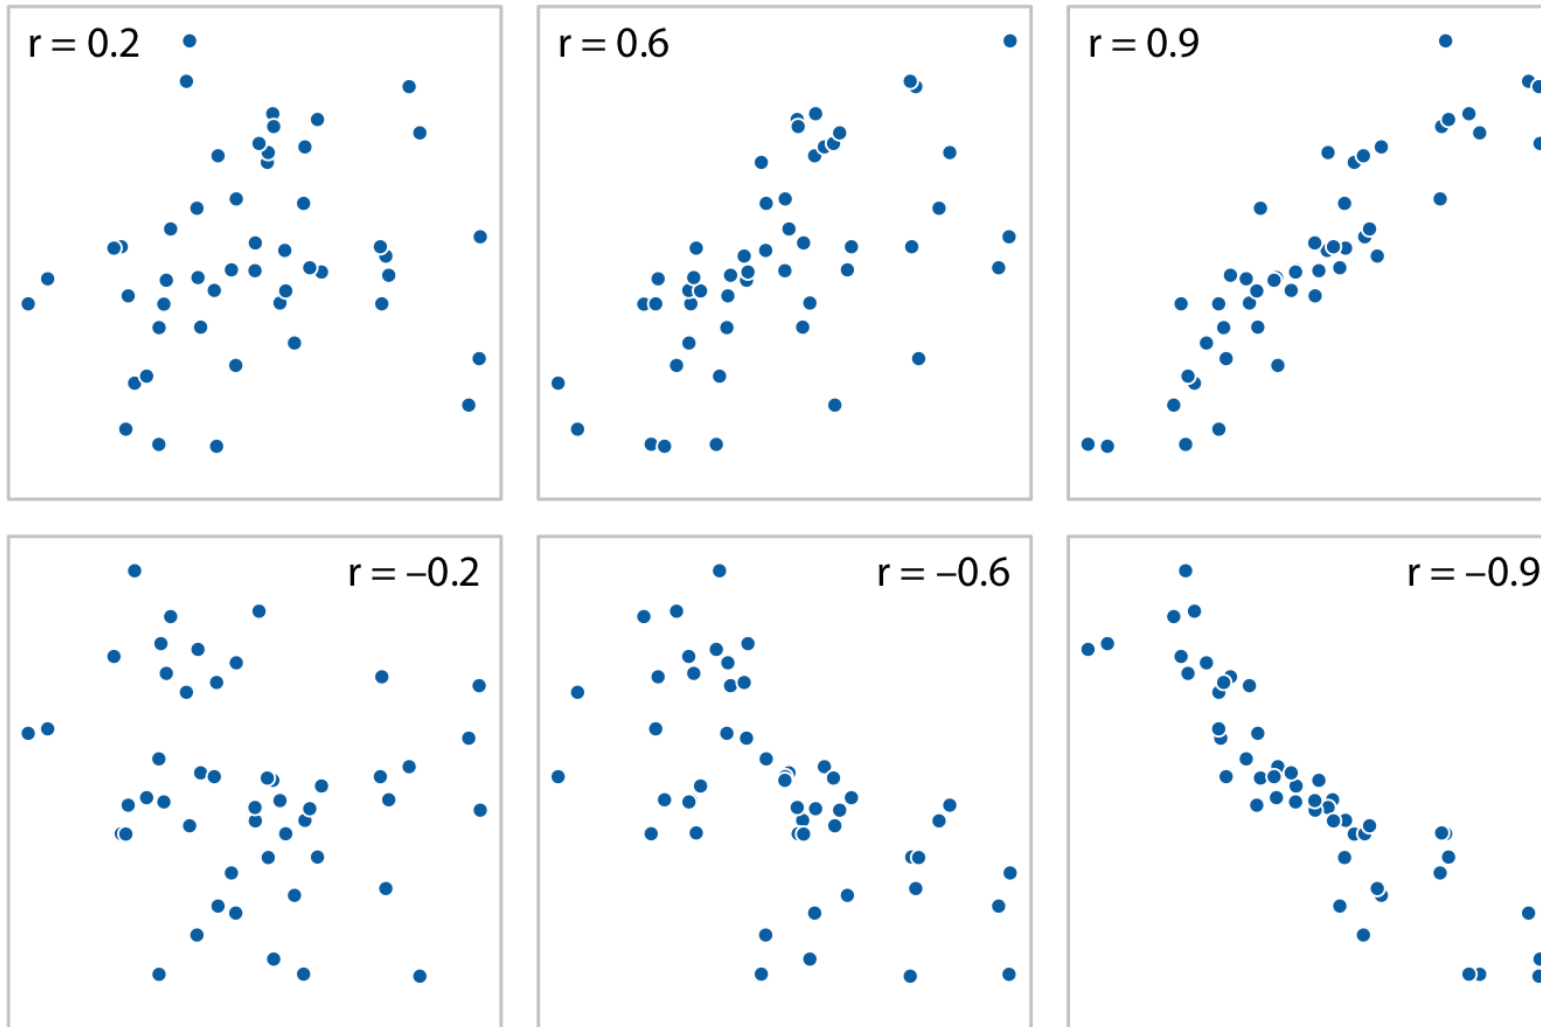 r = 0.2
r = 0.6
r = 0.9
r = –0.2
r = –0.6
r = –0.9